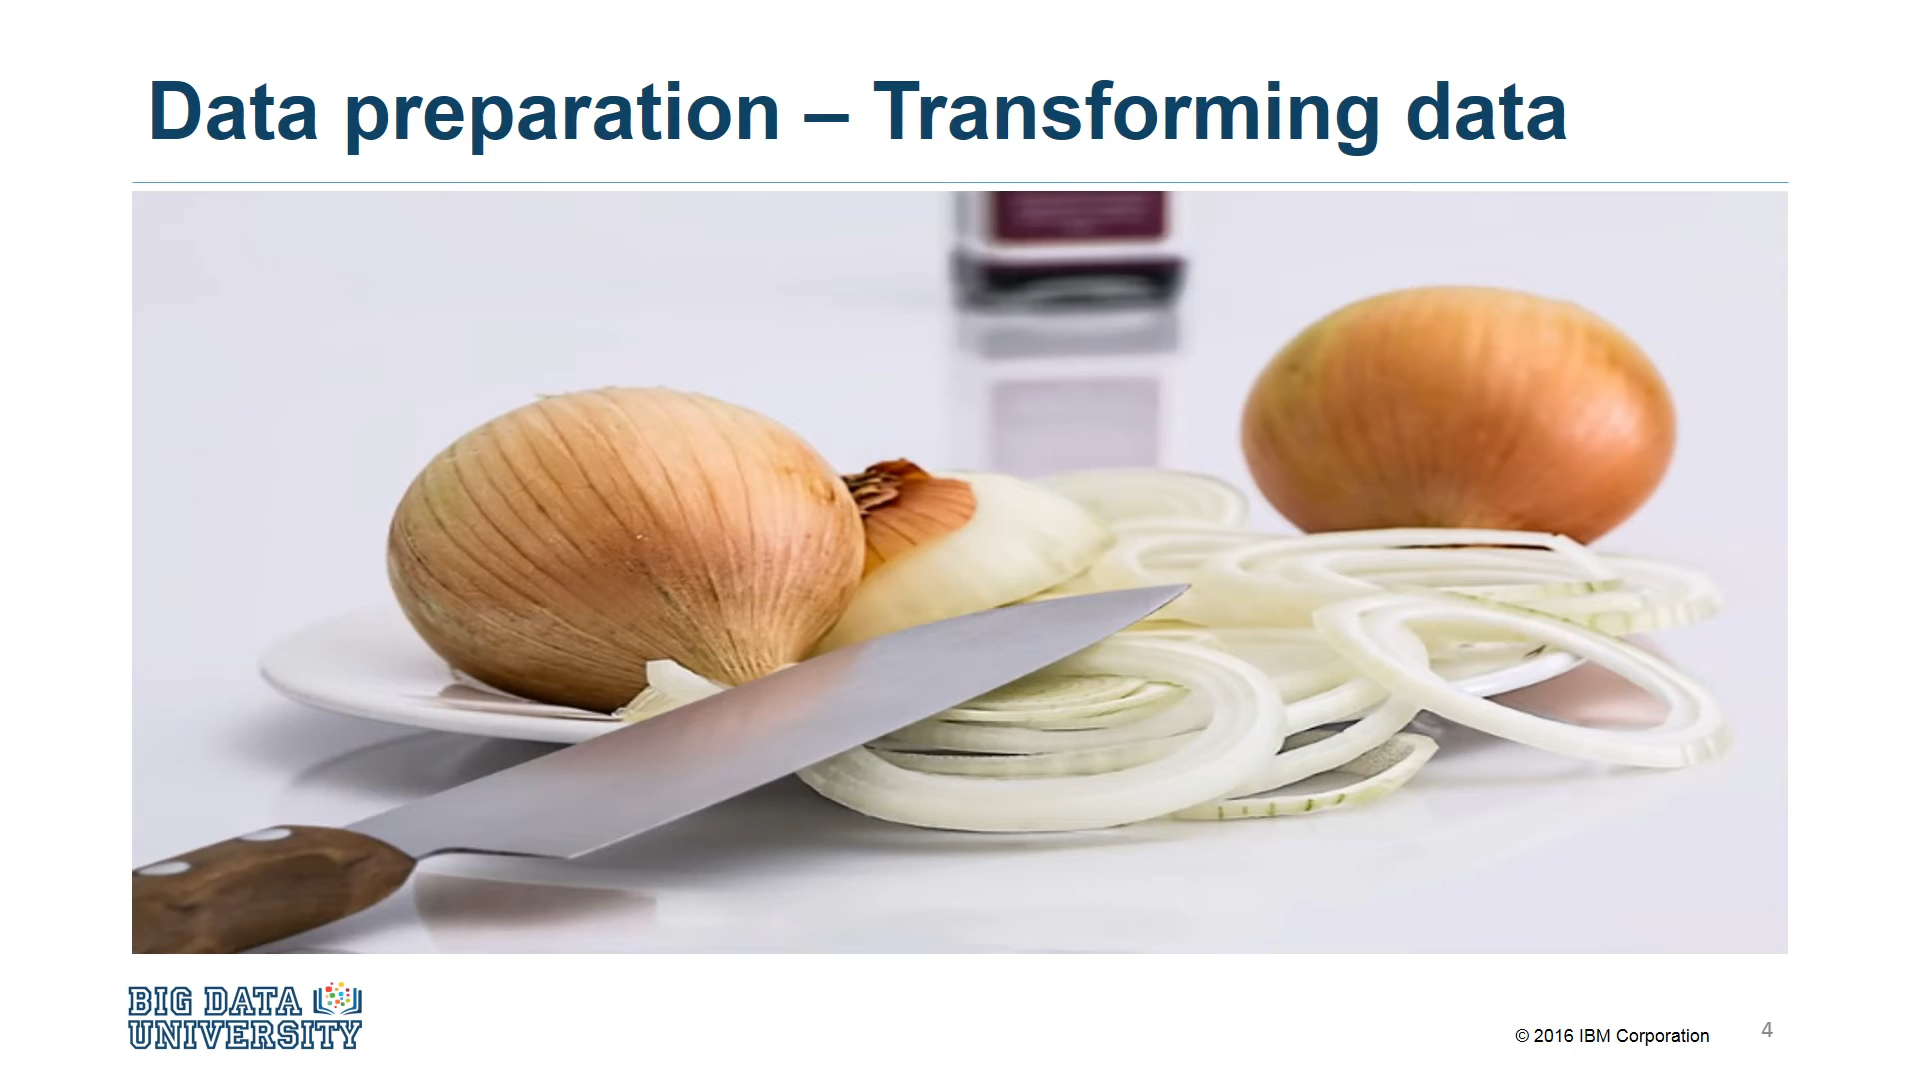 Data preparation – Transforming data
BIG DATA
UNIVERSITY
© 2016 IBM Corporation
4